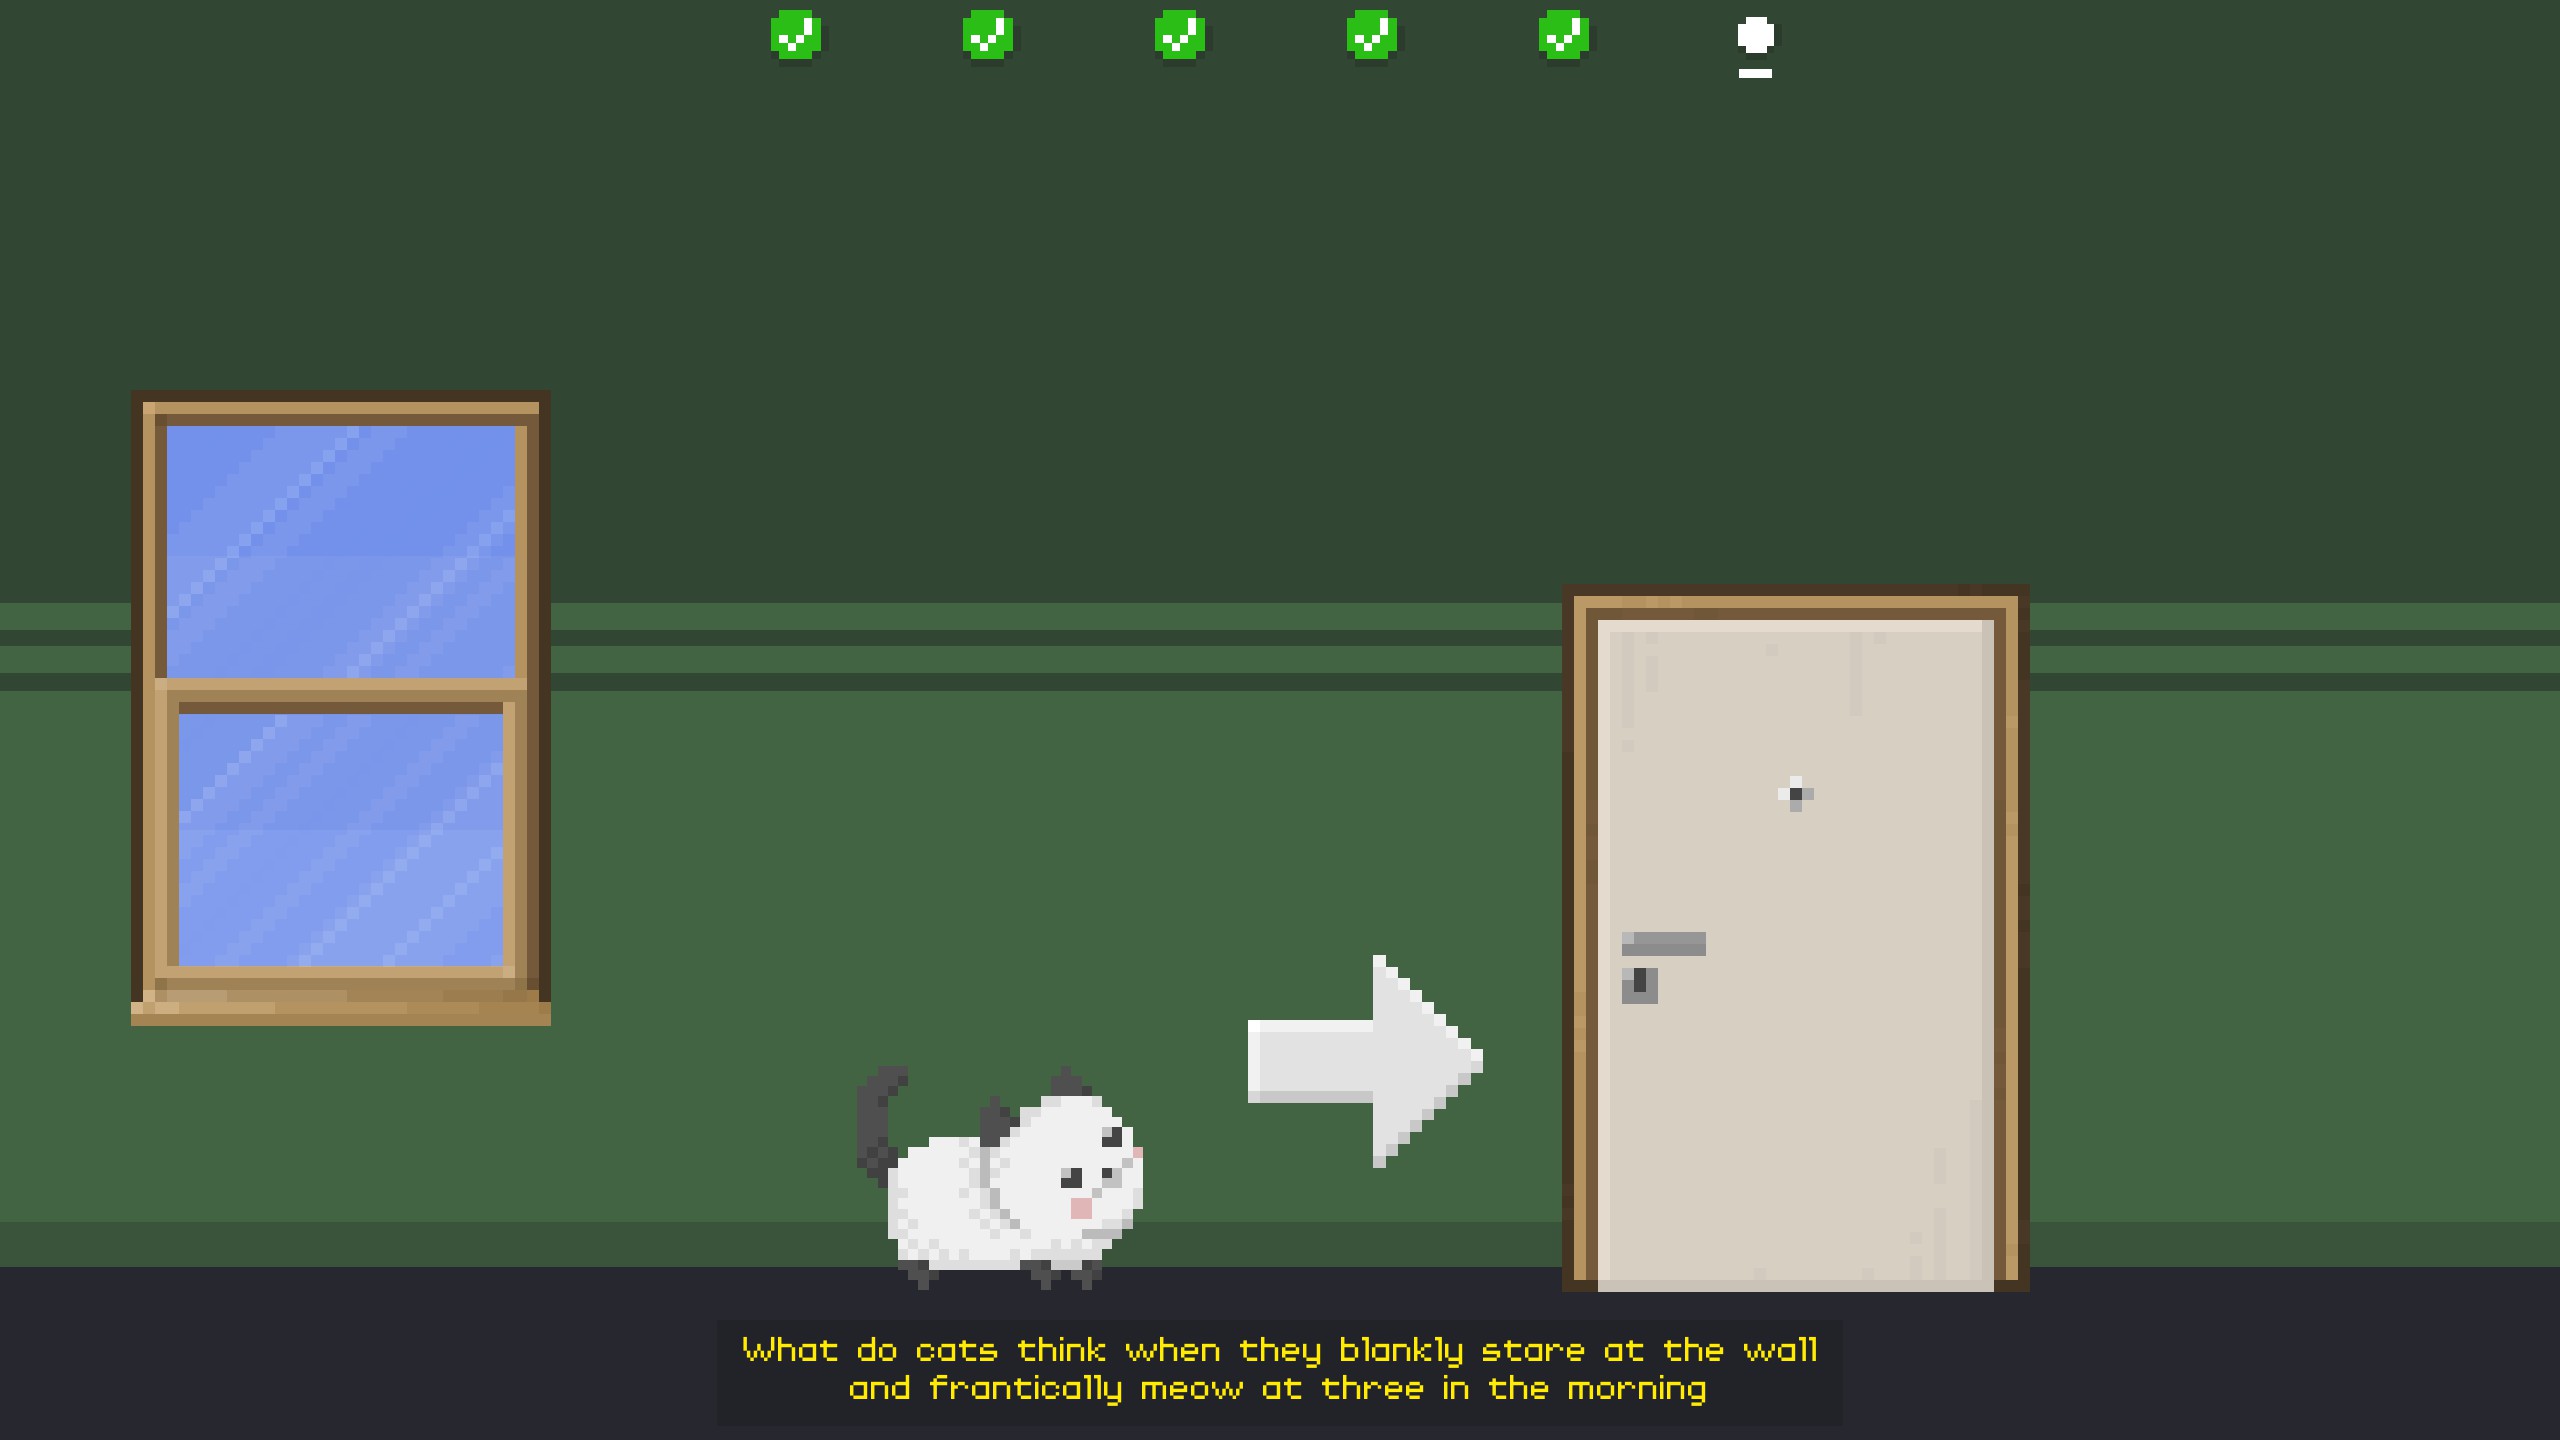 What do cats think when they blankly stare at the wall
and frantically meow at three in the morning